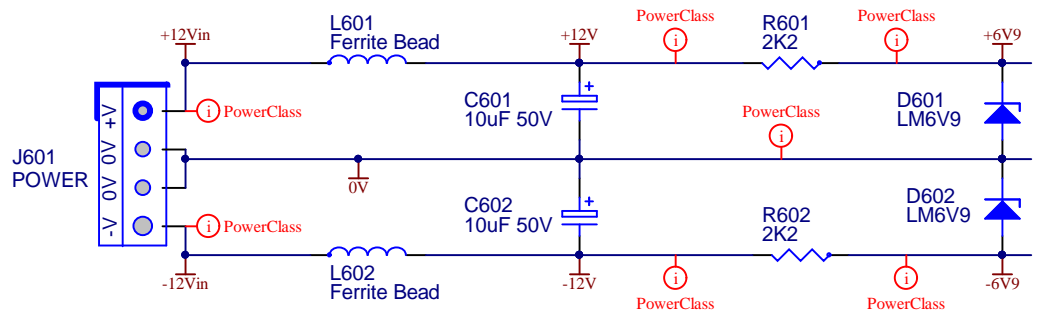 L601
Ferrite Bead
+12Vin
+12V
PowerClass
R601
2K2
PowerClass
+6V9
+
C601
10uF 50V
D601
LM6V9
PowerClass
J601
POWER
+V
0V
0V
-V
PowerClass
0V
PowerClass
+
C602
10uF 50V
R602
2K2
D602
LM6V9
-12Vin
L602
Ferrite Bead
-12V
PowerClass
PowerClass
-6V9
i
i
i
i
i
i
i